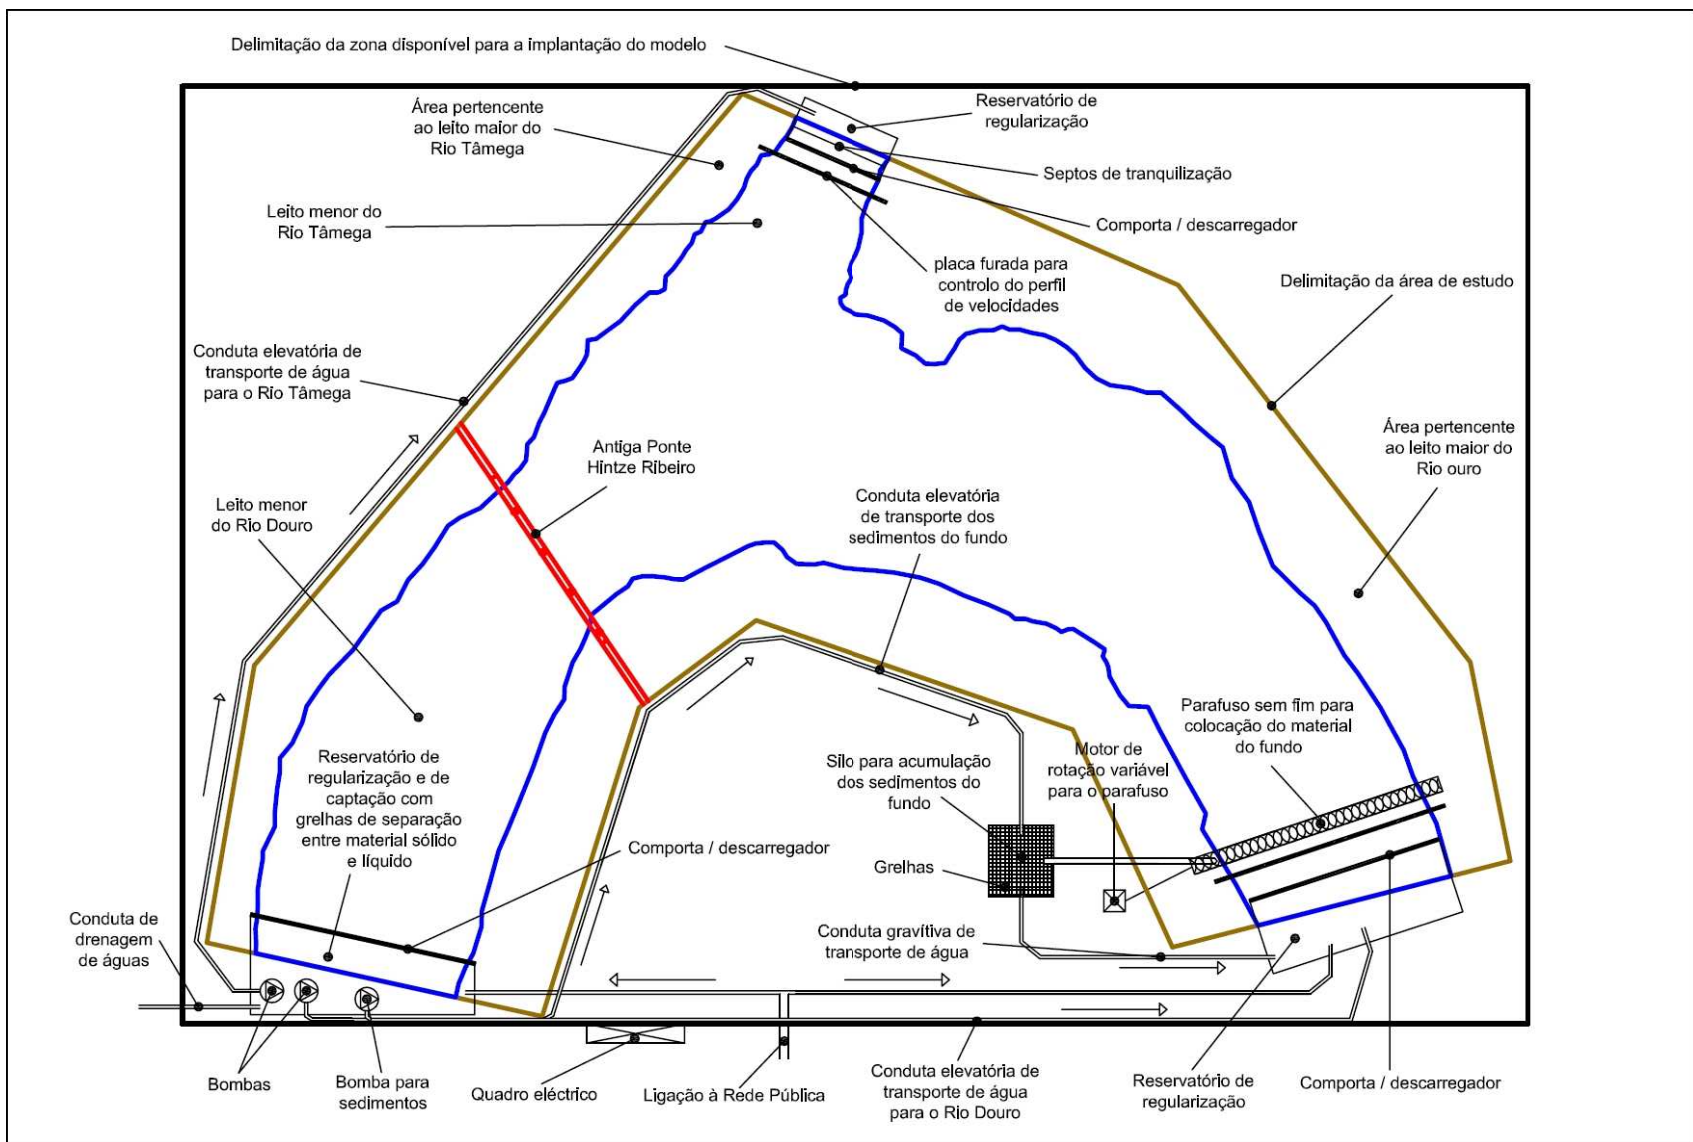 Delimitação da zona disponível para a implantação do modelo
Área pertencente
ao leito maior do
Rio Tâmega
Reservatório de
regularização
Septos de tranquilização
Leito menor do
Rio Tâmega
Comporta / descarregador
placa furada para
controlo do perfil
de velocidades
Delimitação da área de estudo
Conduta elevatória de
transporte de água
para o Rio Tâmega
Antiga Ponte
Hintze Ribeiro
Área pertencente
ao leito maior do
Rio ouro
Leito menor
do Rio Douro
Conduta elevatória
de transporte dos
sedimentos do fundo
Parafuso sem fim para
colocação do material
do fundo
Reservatório de
regularização e de
captação com
grelhas de separação
entre material sólido
e líquido
Silo para acumulação
dos sedimentos do
fundo
Motor de
rotação variável
para o parafuso
Comporta / descarregador
Grelhas
Conduta de
drenagem
de águas
Conduta gravítiva de
transporte de água
Bombas
Bomba para
sedimentos
Quadro eléctrico
Ligação à Rede Pública
Conduta elevatória de
transporte de água
para o Rio Douro
Reservatório de
regularização
Comporta / descarregador